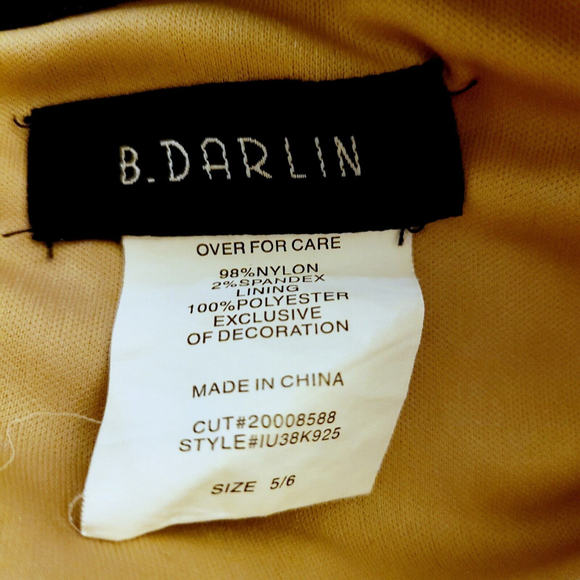 B.DARLIN
OVER FOR CARE
98%NYLON
2%SPANDEX
LINING
100%POLYESTER
EXCLUSIVE
OF DECORATION
MADE IN CHINA
CUT#20008588
STYLE#IU38K925
SIZE 5/6